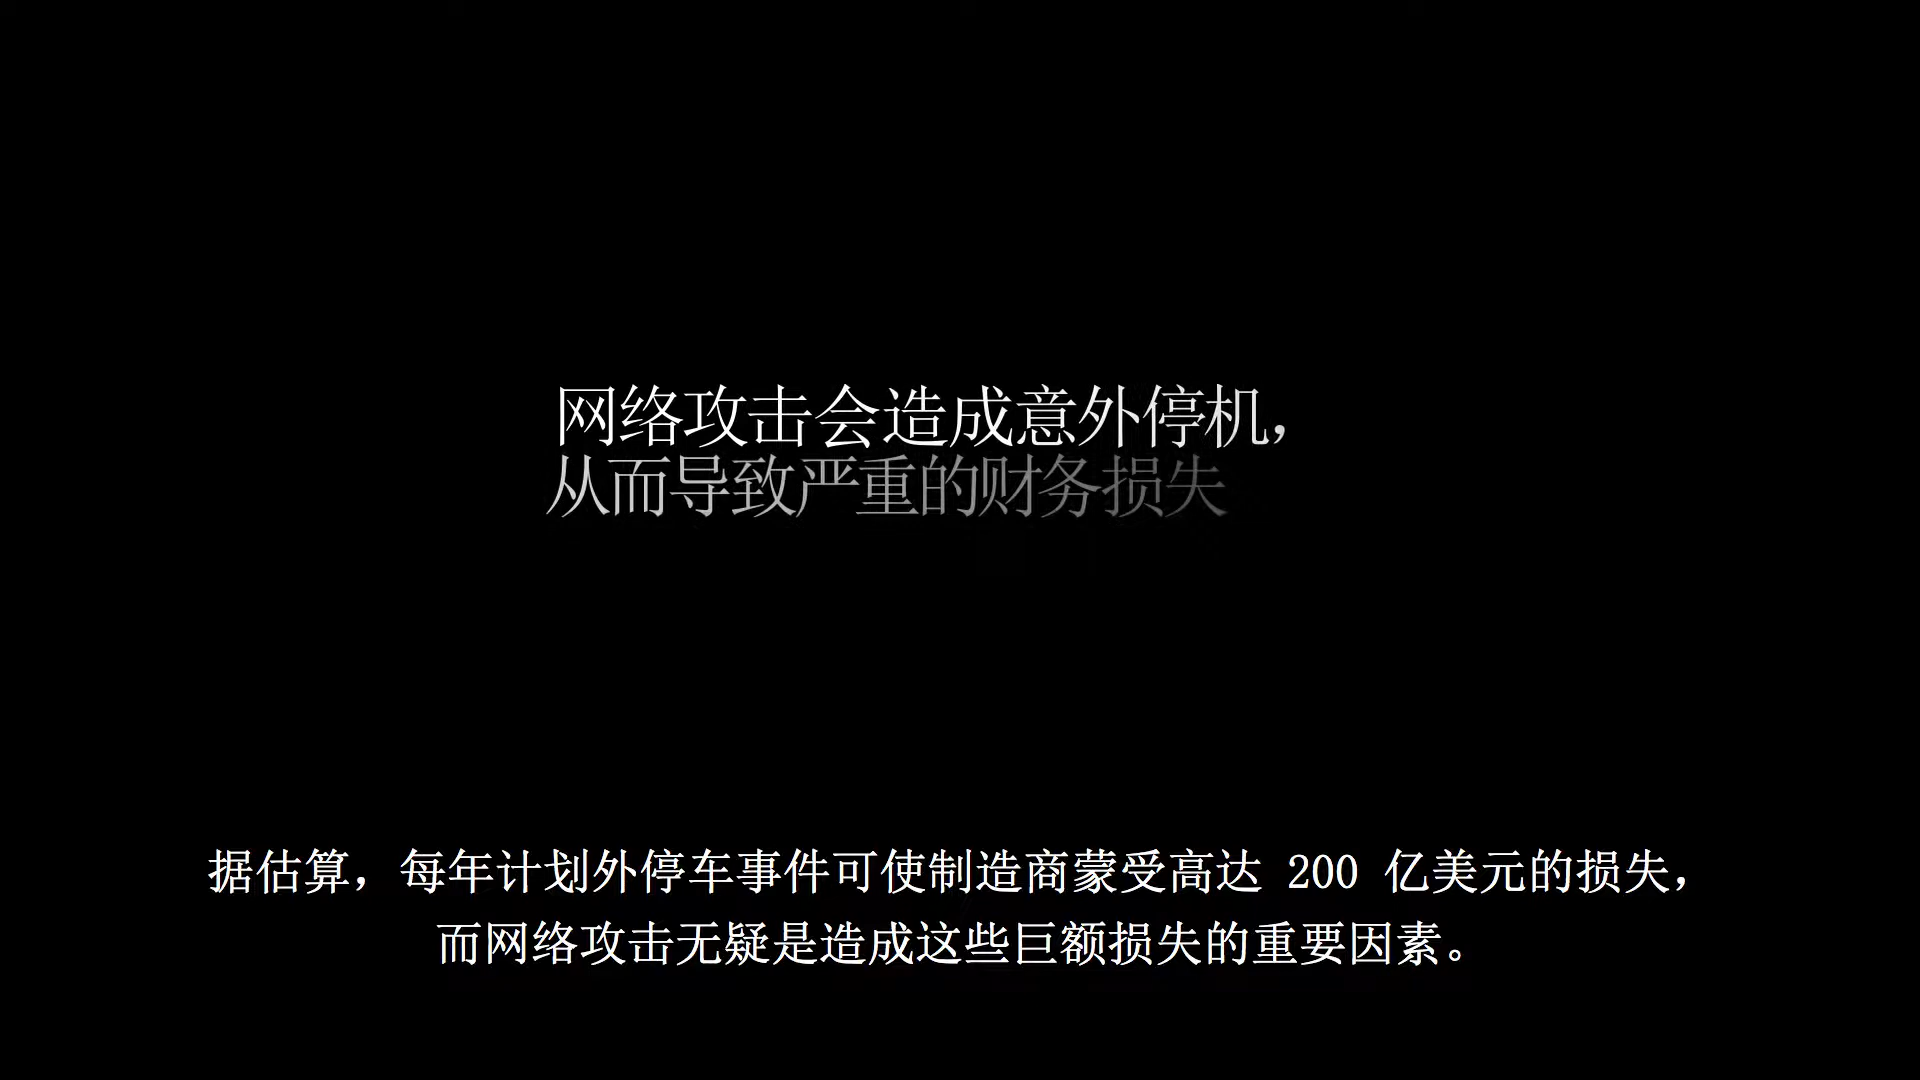 网络攻击会造成意外停机，
从而导致严重的财务损失
据估算，每年计划外停车事件可使制造商蒙受高达 200 亿美元的损失，
而网络攻击无疑是造成这些巨额损失的重要因素。